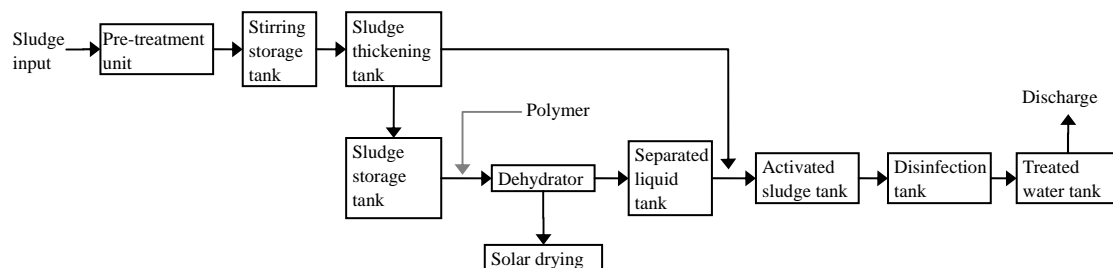 Sludge
input
Pre-treatment
unit
Stirring
storage
tank
Sludge
thickening
tank
Polymer
Discharge
Sludge
storage
tank
Dehydrator
Separated
liquid
tank
Activated
sludge tank
Disinfection
tank
Treated
water tank
Solar drying